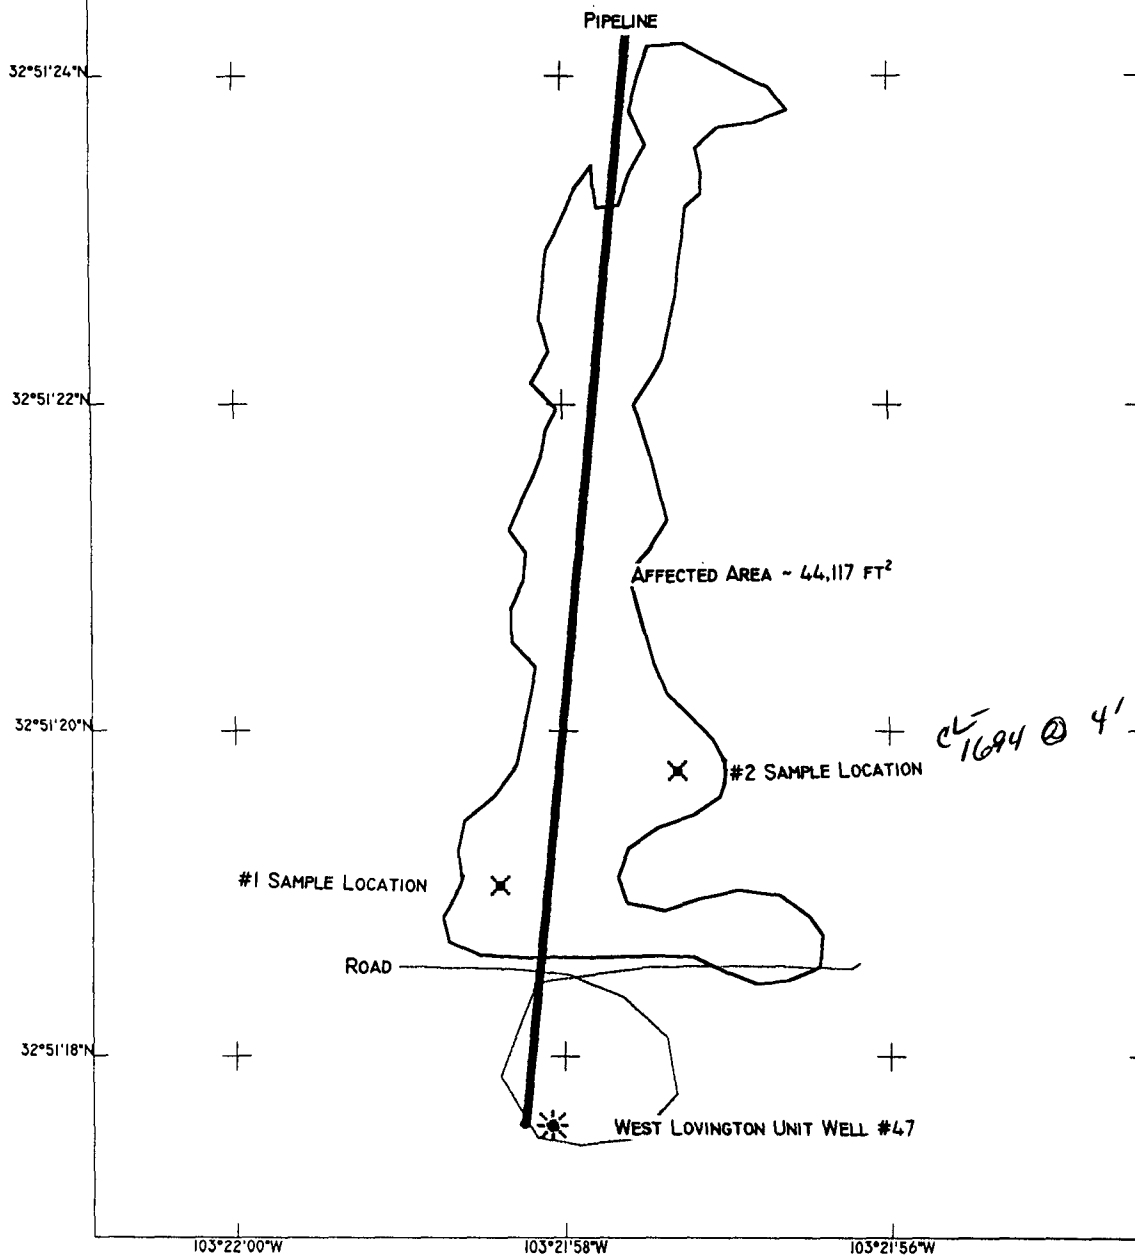 PIPELINE
32°51'24"N
32°51'22"N
AFFECTED AREA ~ 44,117 FT²
32°51'20"N
CL⁻
1694 @ 4'
#2 SAMPLE LOCATION
#1 SAMPLE LOCATION
ROAD
32°51'18"N
WEST LOVINGTON UNIT WELL #47
103°22'00"W
103°21'58"W
103°21'56"W